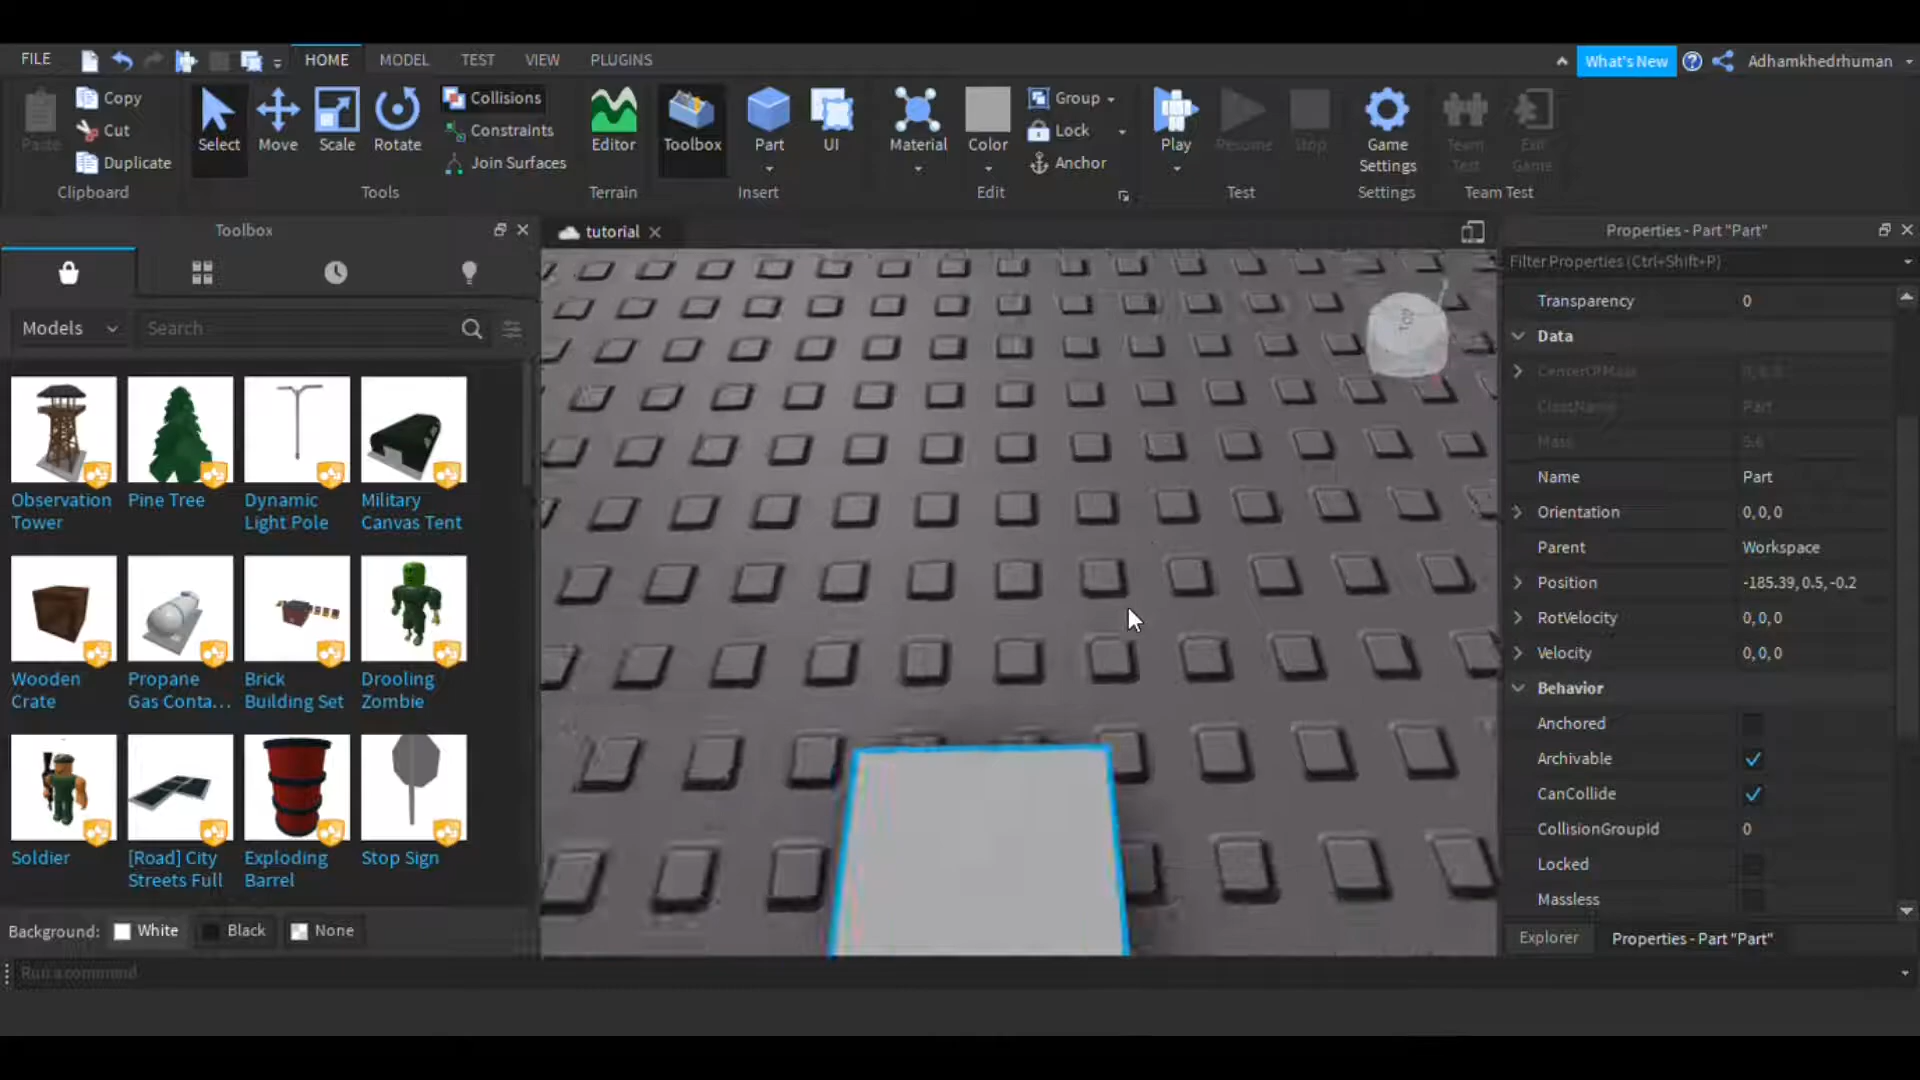 FILE HOME MODEL TEST VIEW PLUGINS What's New Adhamkhedrhuman
Copy Collisions Group
Cut Constraints Lock
Paste Select Move Scale Rotate Editor Toolbox Part UI Material Color Play Resume Stop Game Settings Team Test Exit Game
Duplicate Join Surfaces Anchor
Clipboard Tools Terrain Insert Edit Test Settings Team Test
Toolbox
tutorial
Properties - Part "Part"
Models Search
Observation Tower
Pine Tree
Dynamic Light Pole
Military Canvas Tent
Wooden Crate
Propane Gas Conta...
Brick Building Set
Drooling Zombie
Soldier
[Road] City Streets Full
Exploding Barrel
Stop Sign
Background: White Black None
Run a command
TOP
Filter Properties (Ctrl+Shift+P)
Transparency 0
Data
CenterOfMass 0, 0, 0
ClassName Part
Mass 5.6
Name Part
Orientation 0, 0, 0
Parent Workspace
Position -185.39, 0.5, -0.2
RotVelocity 0, 0, 0
Velocity 0, 0, 0
Behavior
Anchored
Archivable
CanCollide
CollisionGroupId 0
Locked
Massless
Explorer Properties - Part "Part"